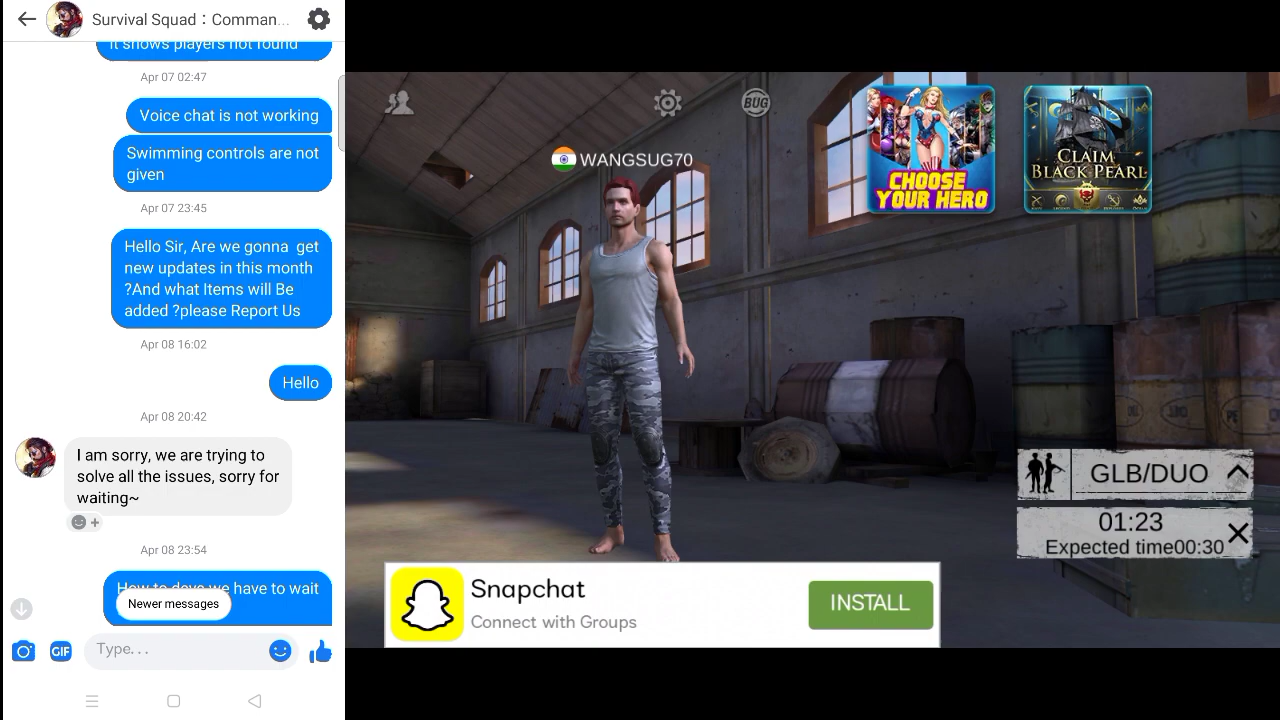 Survival Squad：Comman...
It shows players not found
Apr 07 02:47
Voice chat is not working
Swimming controls are not
given
Apr 07 23:45
Hello Sir, Are we gonna get
new updates in this month
?And what Items will Be
added ?please Report Us
Apr 08 16:02
Hello
Apr 08 20:42
I am sorry, we are trying to
solve all the issues, sorry for
waiting~
Apr 08 23:54
How to days we have to wait
Newer messages
GIF
Type...
BUG
WANGSUG70
CHOOSE
YOUR HERO
CLAIM
BLACK PEARL
GLB/DUO
01:23
Expected time00:30
Snapchat
Connect with Groups
INSTALL